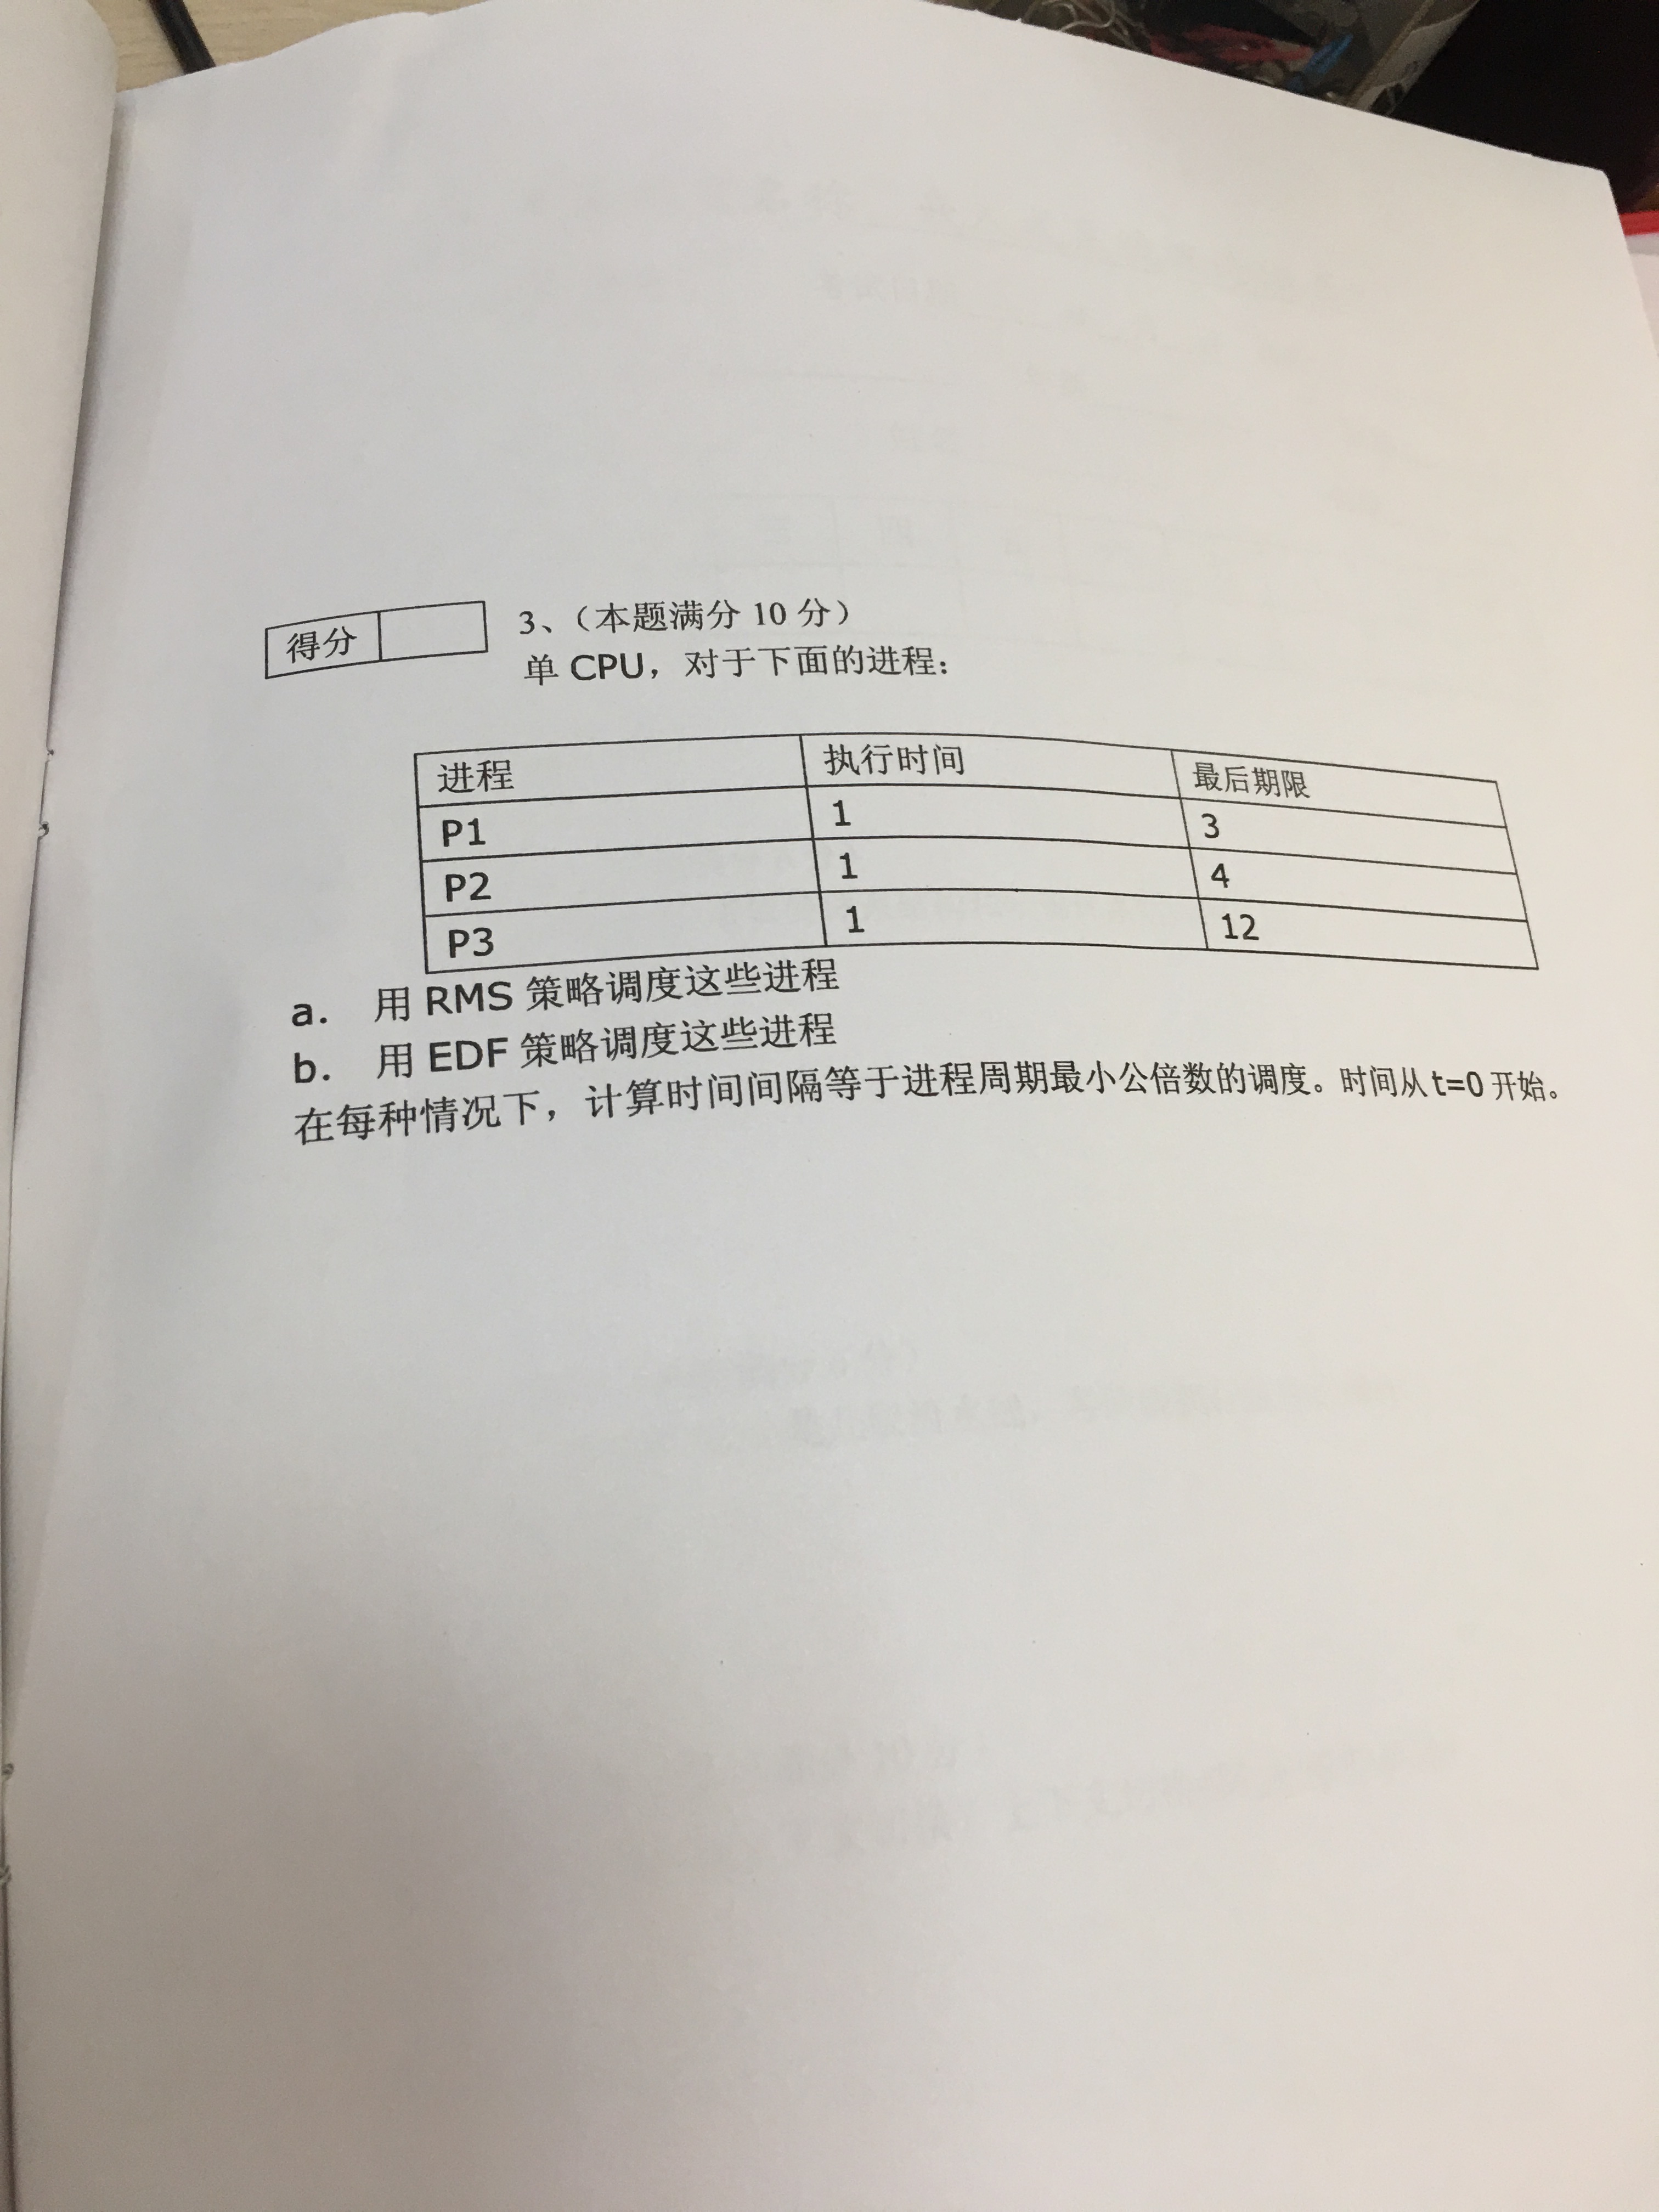 得分
3、（本题满分 10 分）
单 CPU，对于下面的进程：
进程 执行时间 最后期限
P1 1 3
P2 1 4
P3 1 12
a. 用 RMS 策略调度这些进程
b. 用 EDF 策略调度这些进程
在每种情况下，计算时间间隔等于进程周期最小公倍数的调度。时间从 t=0 开始。